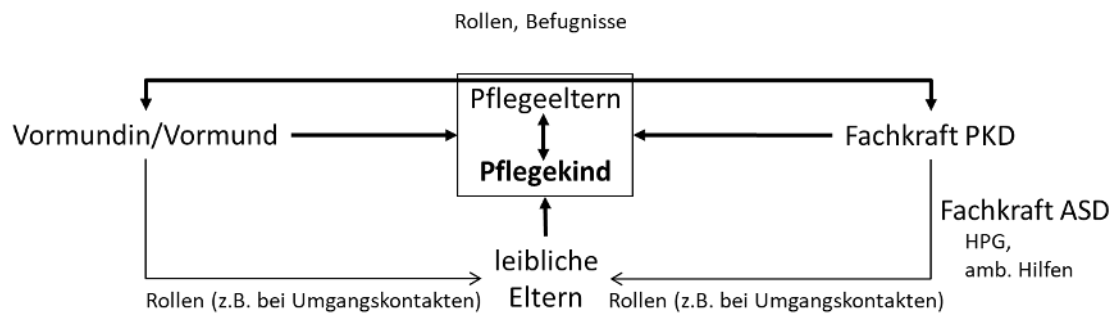 Rollen, Befugnisse
Pflegeeltern
Vormundin/Vormund
Fachkraft PKD
Pflegekind
Fachkraft ASD
HPG,
amb. Hilfen
leibliche
Eltern
Rollen (z.B. bei Umgangskontakten)
Rollen (z.B. bei Umgangskontakten)